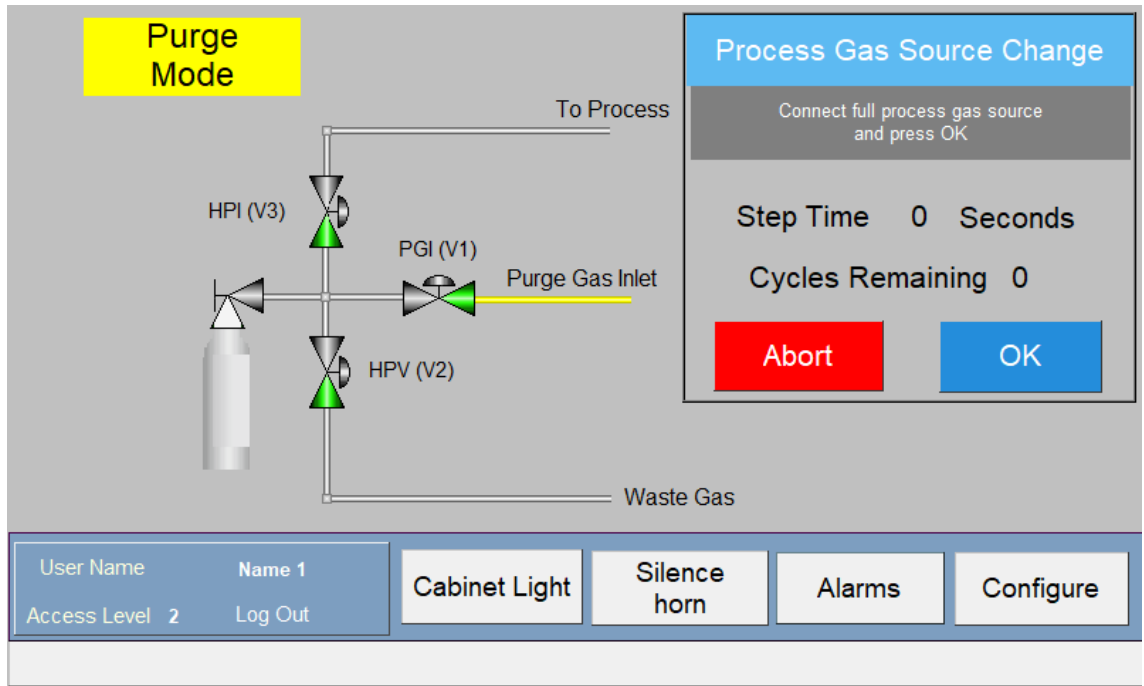 Purge
Mode
To Process
HPI (V3)
PGI (V1)
Purge Gas Inlet
HPV (V2)
Waste Gas
Process Gas Source Change
Connect full process gas source
and press OK
Step Time 0 Seconds
Cycles Remaining 0
Abort
OK
User Name Name 1
Access Level 2 Log Out
Cabinet Light
Silence
horn
Alarms
Configure